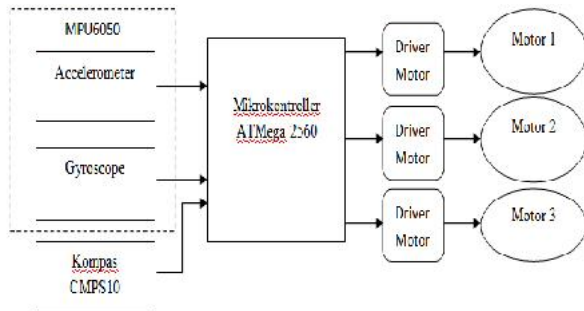 MPU6050
Accelerometer
Gyroscope
Kompas
CMPS10
Mikrokontroller
ATMega 2560
Driver
Motor
Driver
Motor
Driver
Motor
Motor 1
Motor 2
Motor 3